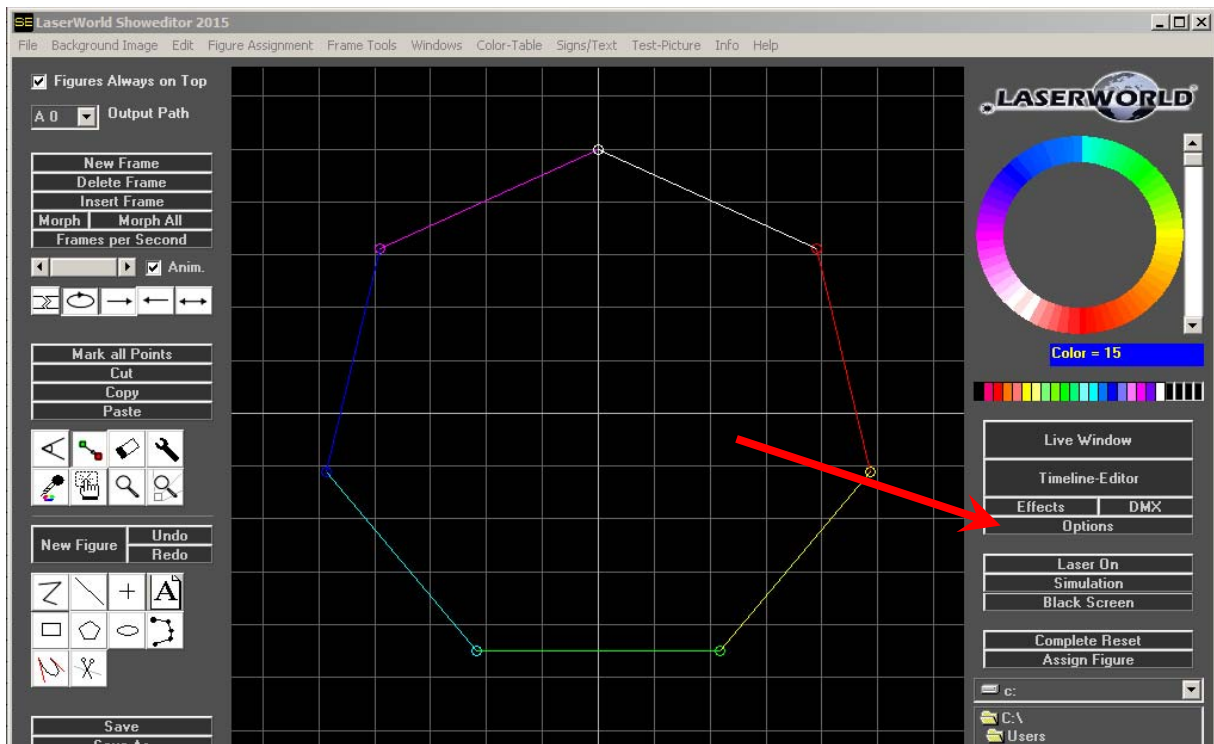 SE LaserWorld Showeditor 2015
File Background Image Edit Figure Assignment Frame Tools Windows Color-Table Signs/Text Test-Picture Info Help
Figures Always on Top
A 0 Output Path
New Frame
Delete Frame
Insert Frame
Morph Morph All
Frames per Second
Anim.
Mark all Points
Cut
Copy
Paste
New Figure
Undo
Redo
A
Save
Save As
LASERWORLD
Color = 15
Live Window
Timeline-Editor
Effects DMX
Options
Laser On
Simulation
Black Screen
Complete Reset
Assign Figure
c:
C:\
Users